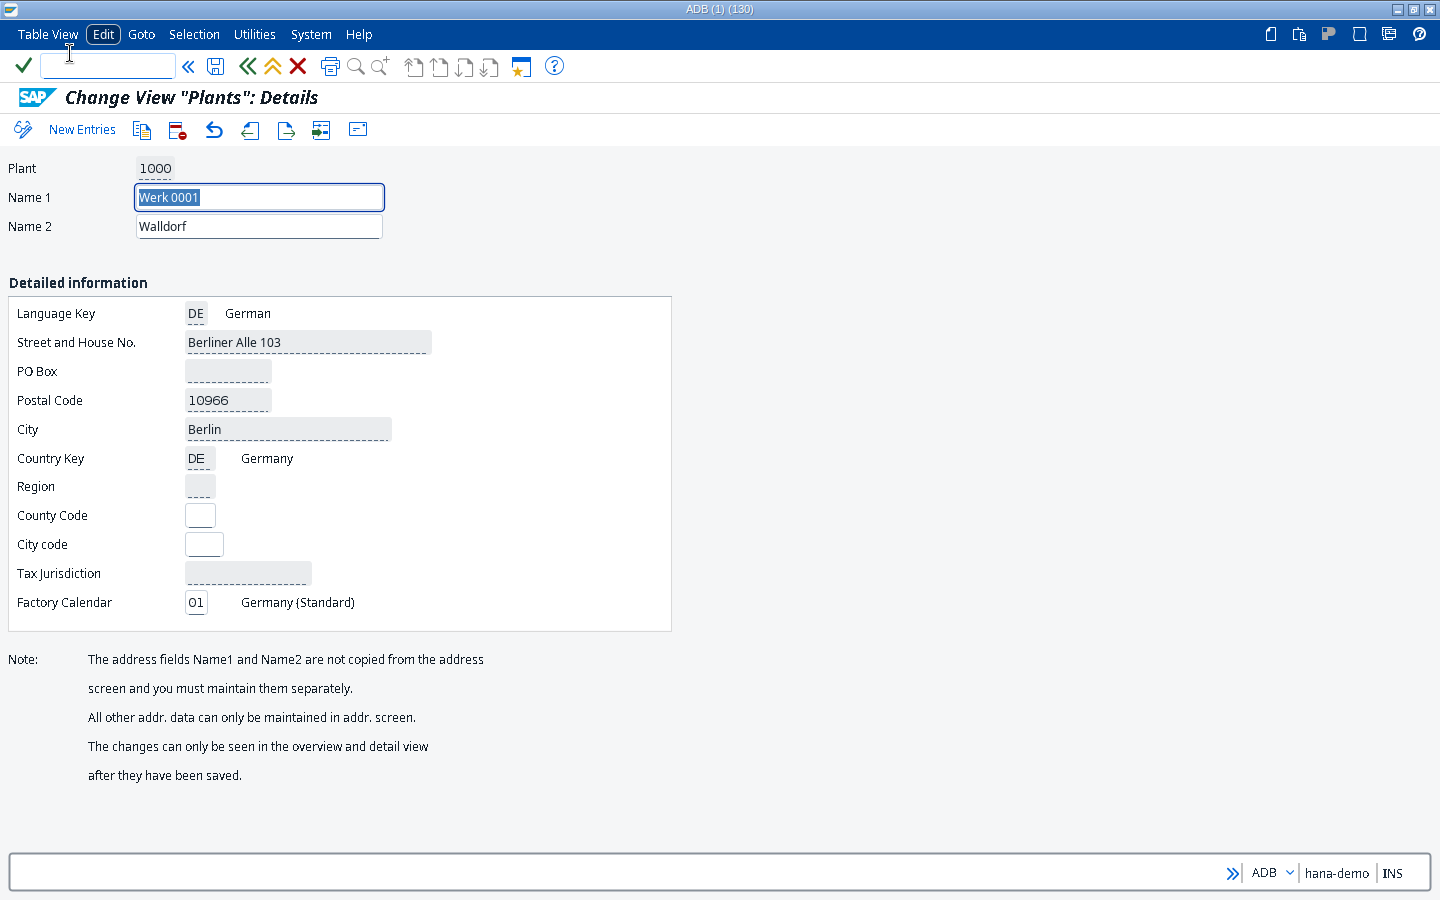 ADB (1) (130)
Table View Edit Goto Selection Utilities System Help
SAP Change View "Plants": Details
New Entries
Plant 1000
Name 1 Werk 0001
Name 2 Walldorf
Detailed information
Language Key DE German
Street and House No. Berliner Alle 103
PO Box
Postal Code 10966
City Berlin
Country Key DE Germany
Region
County Code
City code
Tax Jurisdiction
Factory Calendar 01 Germany (Standard)
Note: The address fields Name1 and Name2 are not copied from the address
screen and you must maintain them separately.
All other addr. data can only be maintained in addr. screen.
The changes can only be seen in the overview and detail view
after they have been saved.
ADB hana-demo INS